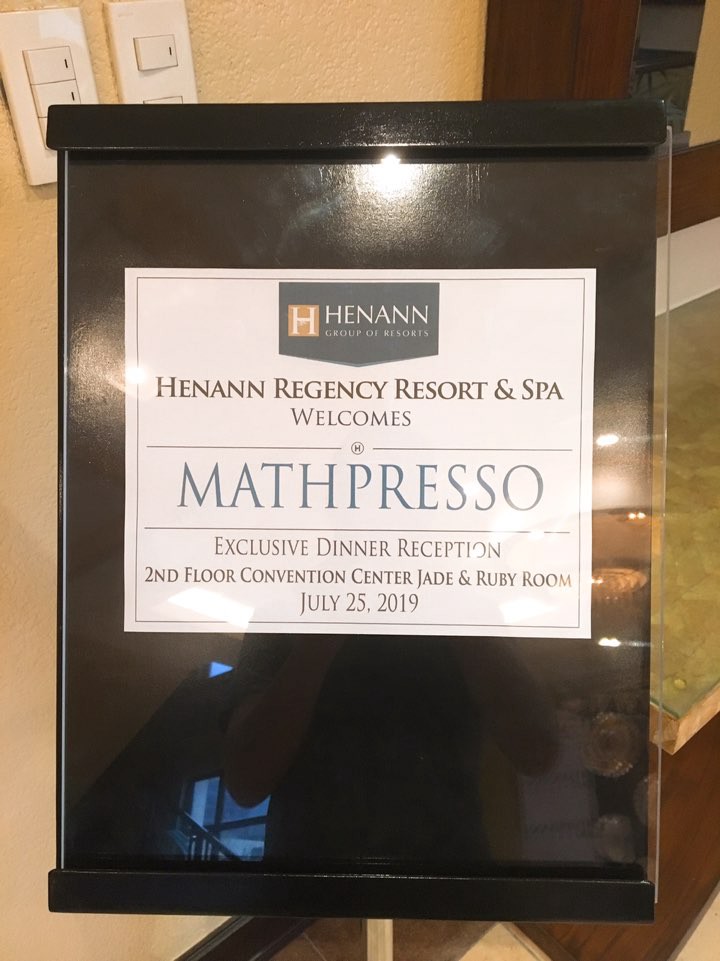 H HENANN
GROUP OF RESORTS
HENANN REGENCY RESORT & SPA
WELCOMES
H
MATHPRESSO
EXCLUSIVE DINNER RECEPTION
2ND FLOOR CONVENTION CENTER JADE & RUBY ROOM
JULY 25, 2019